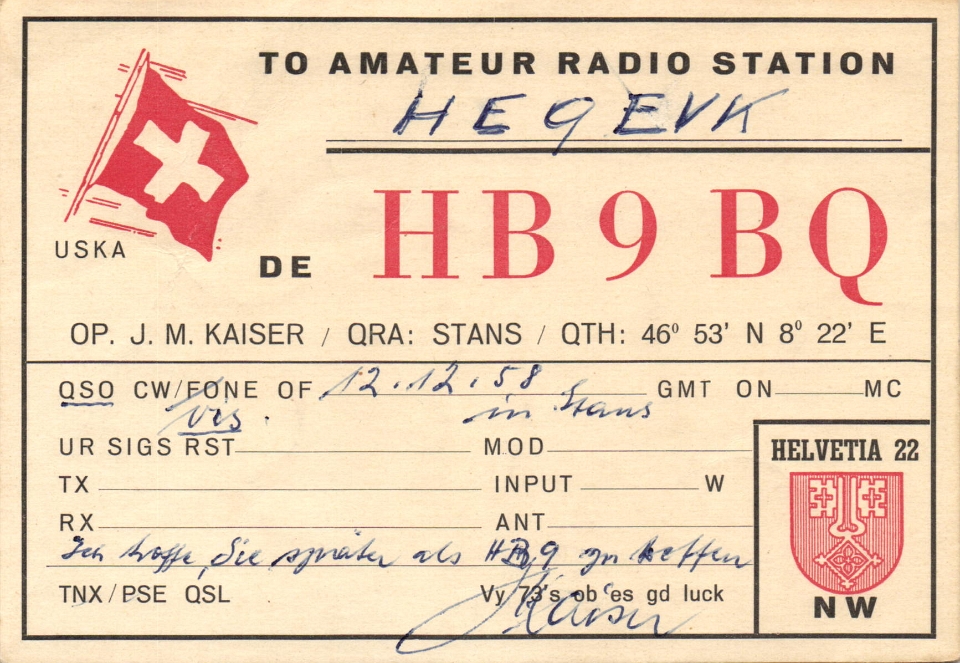 TO AMATEUR RADIO STATION
HE9EVK
USKA
DE HB9BQ
OP. J. M. KAISER / QRA: STANS / QTH: 46° 53' N 8° 22' E
QSO CW/FONE OF 12.12.58 GMT ON MC
vis. in Stans
UR SIGS RST MOD
HELVETIA 22
TX INPUT W
RX ANT
Ich hoffe, Sie später als HB9 zu treffen
TNX/PSE QSL Vy 73's ob es gd luck
JKaiser
NW